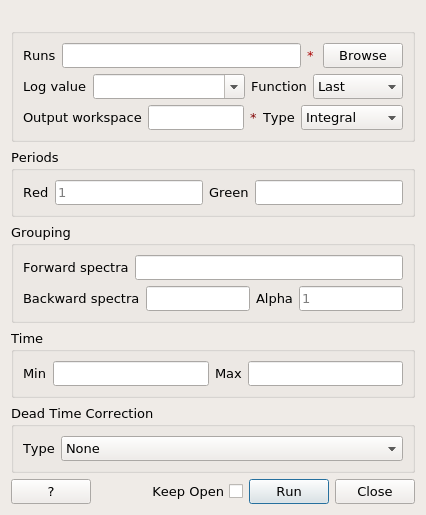 Runs * Browse
Log value Function Last
Output workspace * Type Integral
Periods
Red 1 Green
Grouping
Forward spectra
Backward spectra Alpha 1
Time
Min Max
Dead Time Correction
Type None
? Keep Open Run Close